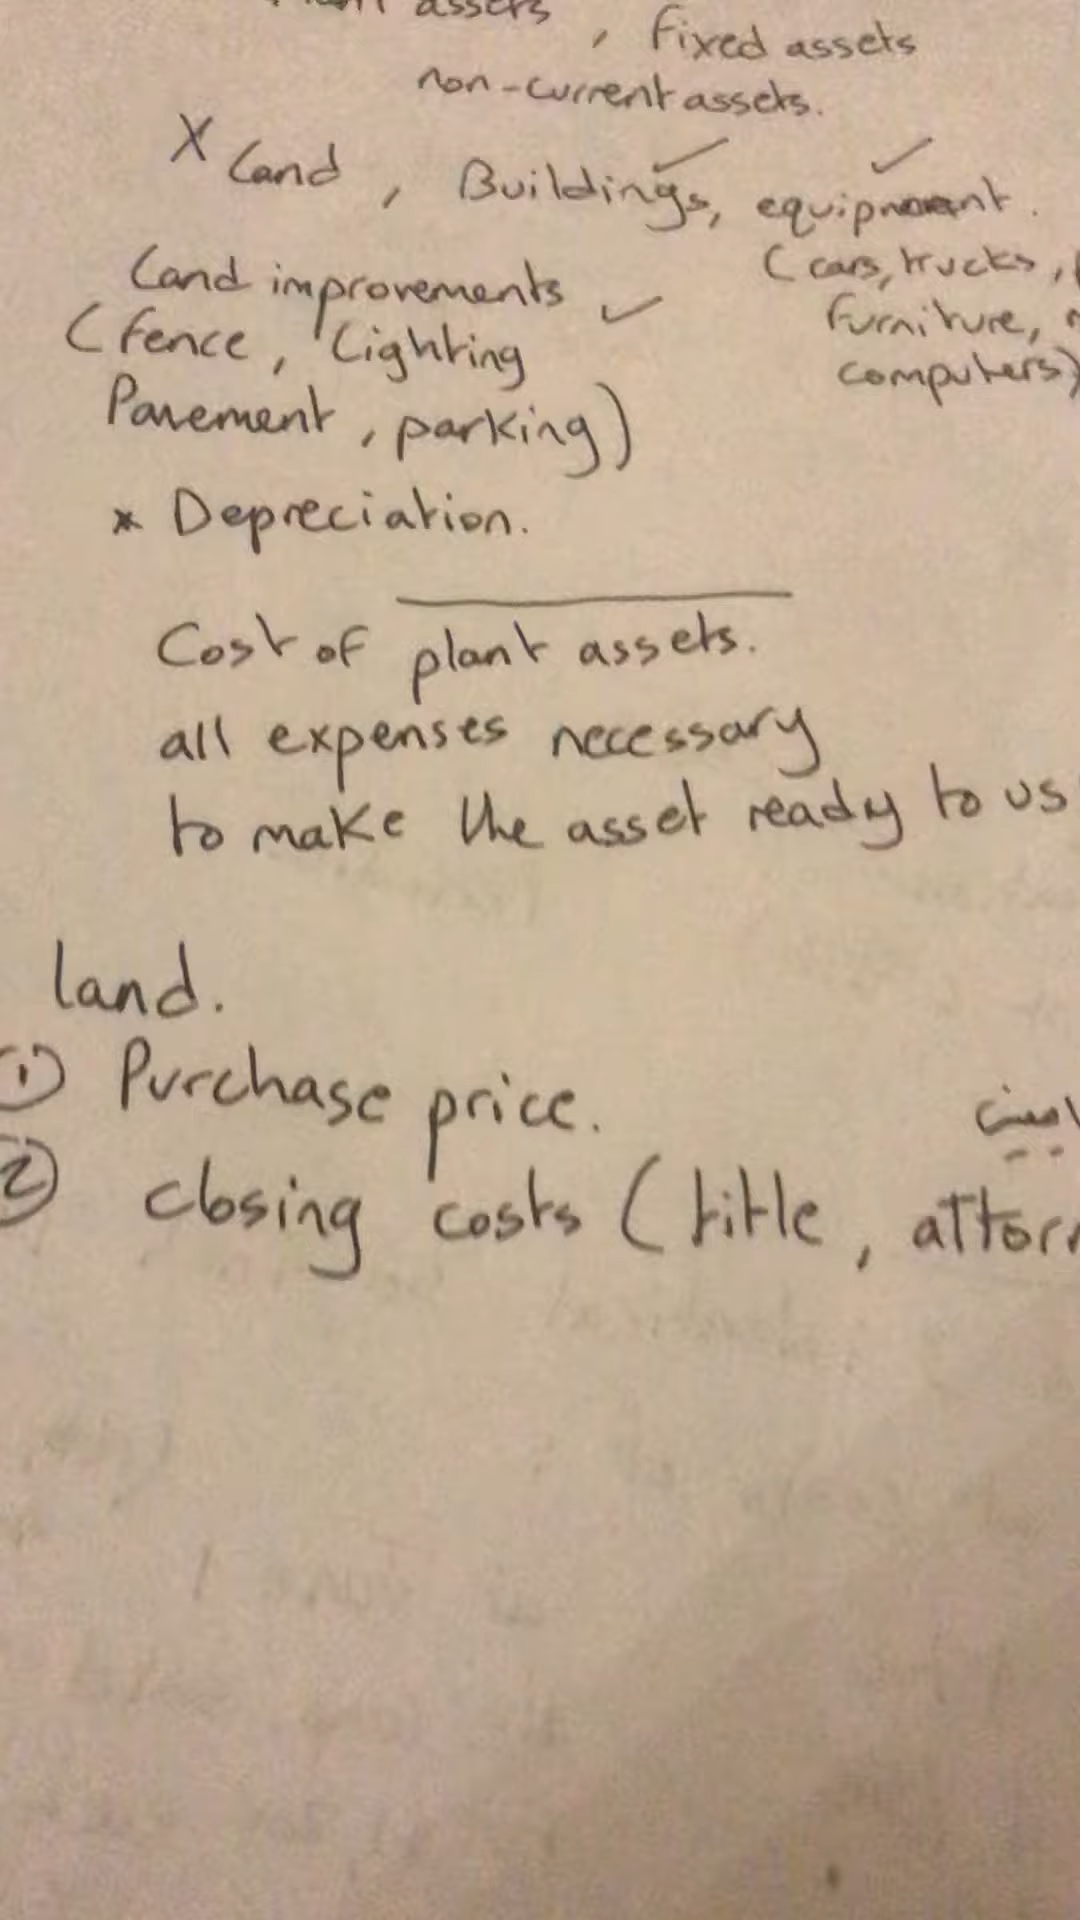 assets
, fixed assets
non-current assets.
X Land, Buildings, equipment.
Land improvements (cars, trucks,
(fence, Lighting furniture,
Pavement, parking) computers)
* Depreciation.
Cost of plant assets.
all expenses necessary
to make the asset ready to us
land.
① Purchase price.
② closing costs (title, attor